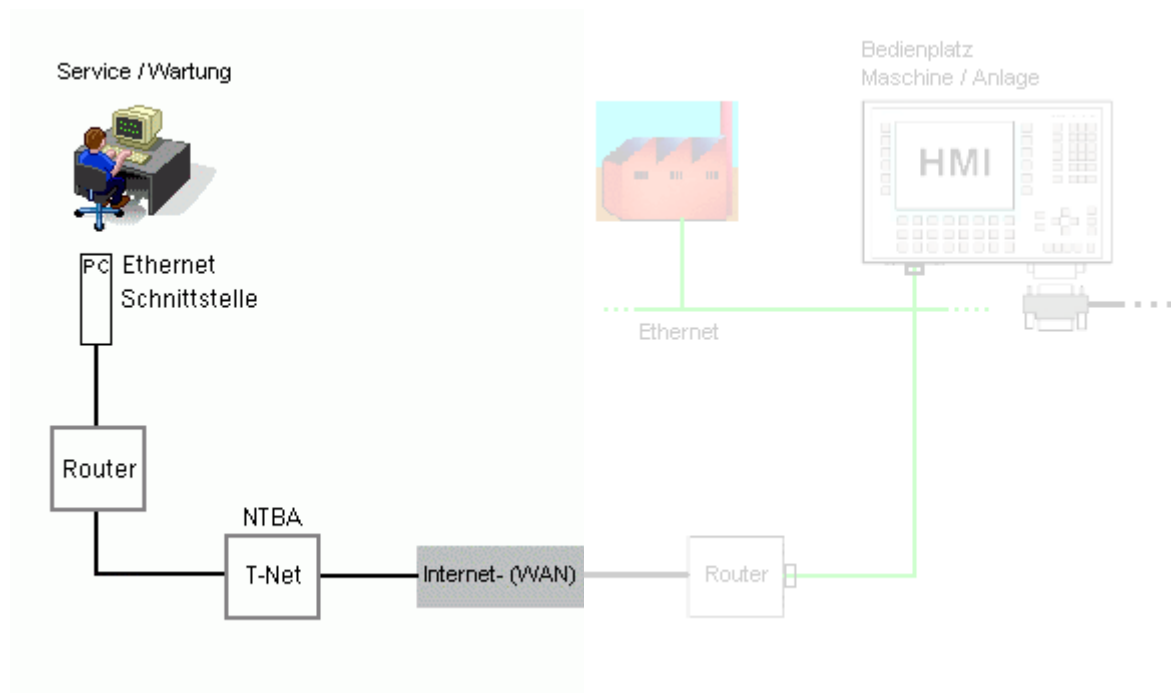 Service / Wartung
PC
Ethernet
Schnittstelle
Router
NTBA
T-Net
Internet- (WAN)
Bedienplatz
Maschine / Anlage
HMI
Ethernet
Router